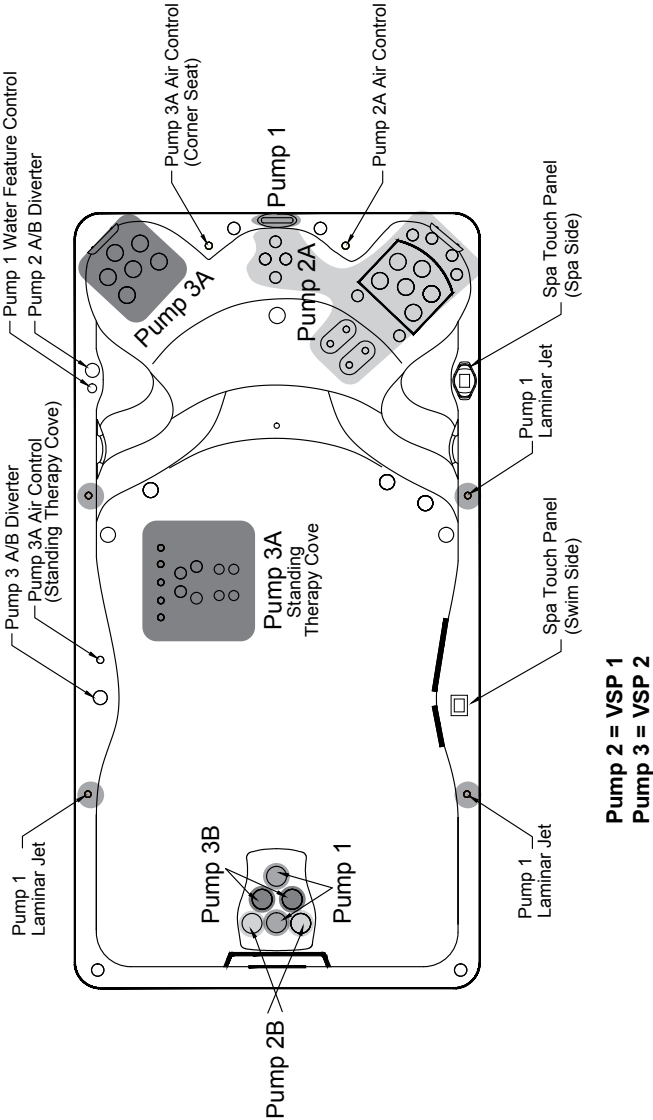 Pump 1 Water Feature Control
Pump 2 A/B Diverter
Pump 3 A/B Diverter
Pump 3A Air Control
(Standing Therapy Cove)
Pump 1
Laminar Jet
Pump 3A Air Control
(Corner Seat)
Pump 1
Pump 2A Air Control
Pump 3A
Pump 2A
Pump 3A
Standing
Therapy Cove
Pump 3B
Pump 1
Pump 2B
Spa Touch Panel
(Spa Side)
Pump 1
Laminar Jet
Spa Touch Panel
(Swim Side)
Pump 1
Laminar Jet
Pump 2 = VSP 1
Pump 3 = VSP 2